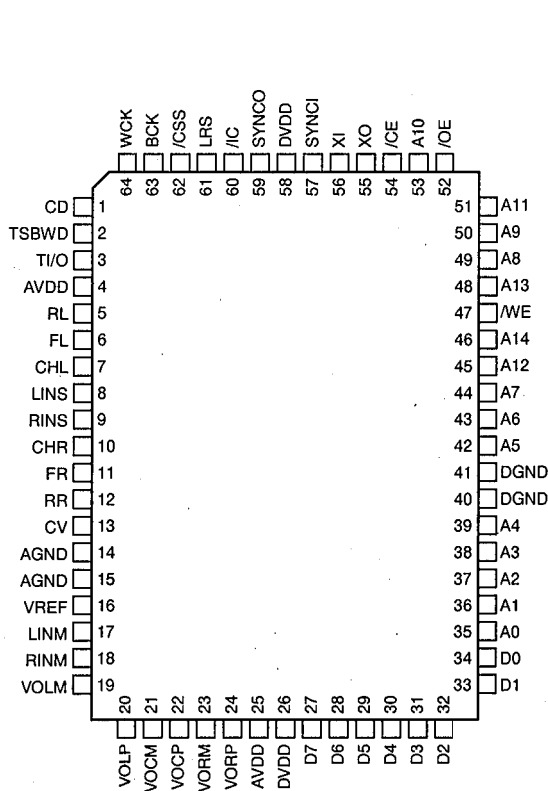 WCK
BCK
/CSS
LRS
/IC
SYNCO
DVDD
SYNCI
XI
XO
/CE
A10
/OE
64
63
62
61
60
59
58
57
56
55
54
53
52
CD 1
TSBWD 2
TI/O 3
AVDD 4
RL 5
FL 6
CHL 7
LINS 8
RINS 9
CHR 10
FR 11
RR 12
CV 13
AGND 14
AGND 15
VREF 16
LINM 17
RINM 18
VOLM 19
51 A11
50 A9
49 A8
48 A13
47 /WE
46 A14
45 A12
44 A7
43 A6
42 A5
41 DGND
40 DGND
39 A4
38 A3
37 A2
36 A1
35 A0
34 D0
33 D1
20
21
22
23
24
25
26
27
28
29
30
31
32
VOLP
VOCM
VOCP
VORM
VORP
AVDD
DVDD
D7
D6
D5
D4
D3
D2